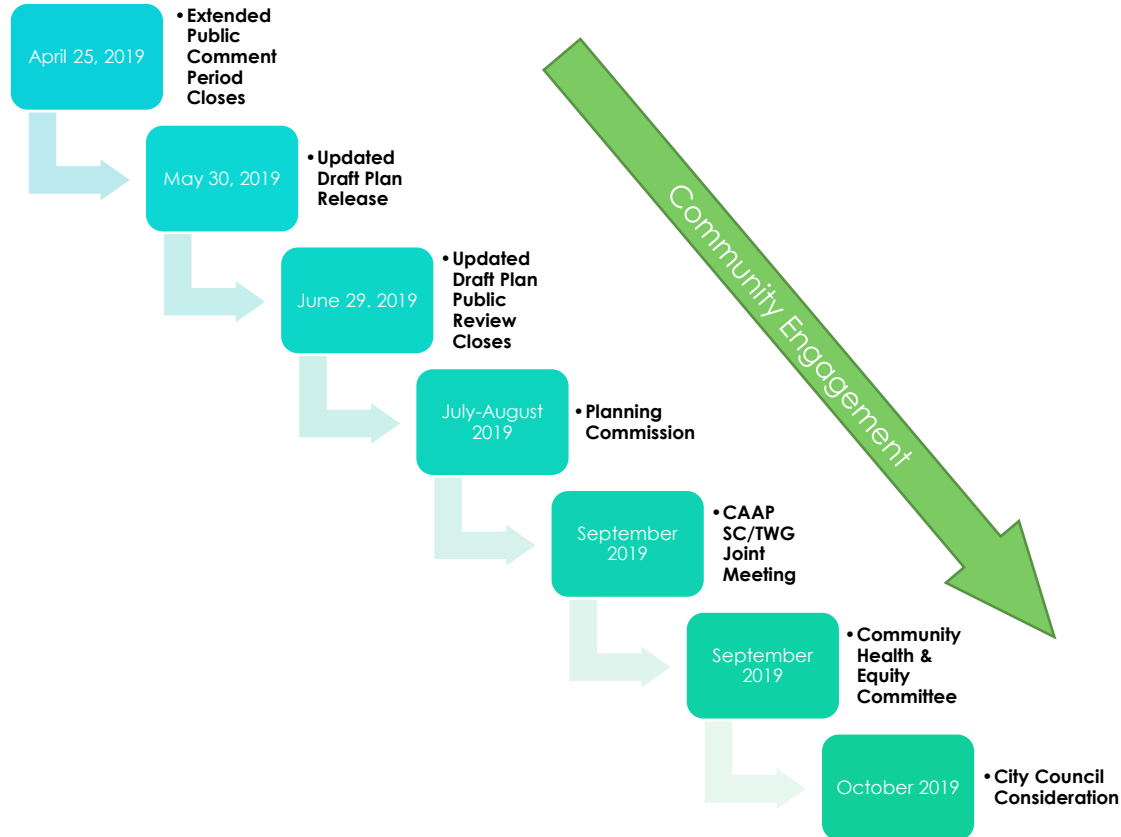 April 25, 2019
• Extended
Public
Comment
Period
Closes
May 30, 2019
• Updated
Draft Plan
Release
June 29. 2019
• Updated
Draft Plan
Public
Review
Closes
July-August
2019
• Planning
Commission
September
2019
• CAAP
SC/TWG
Joint
Meeting
September
2019
• Community
Health &
Equity
Committee
October 2019
• City Council
Consideration
Community Engagement